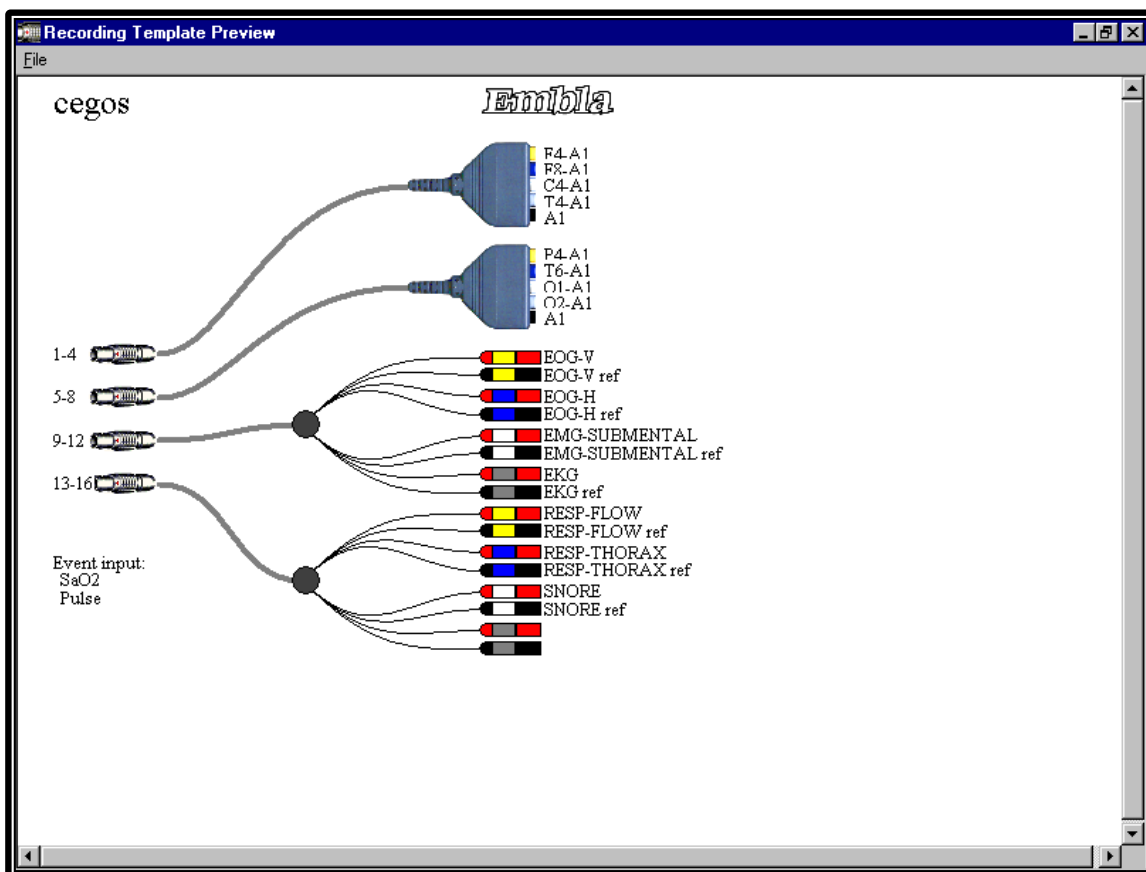 Recording Template Preview
File
cegos
Embla
F4-A1
F8-A1
C4-A1
T4-A1
A1
P4-A1
T6-A1
O1-A1
O2-A1
A1
1-4
5-8
9-12
13-16
EOG-V
EOG-V ref
EOG-H
EOG-H ref
EMG-SUBMENTAL
EMG-SUBMENTAL ref
EKG
EKG ref
RESP-FLOW
RESP-FLOW ref
RESP-THORAX
RESP-THORAX ref
SNORE
SNORE ref
Event input:
SaO2
Pulse